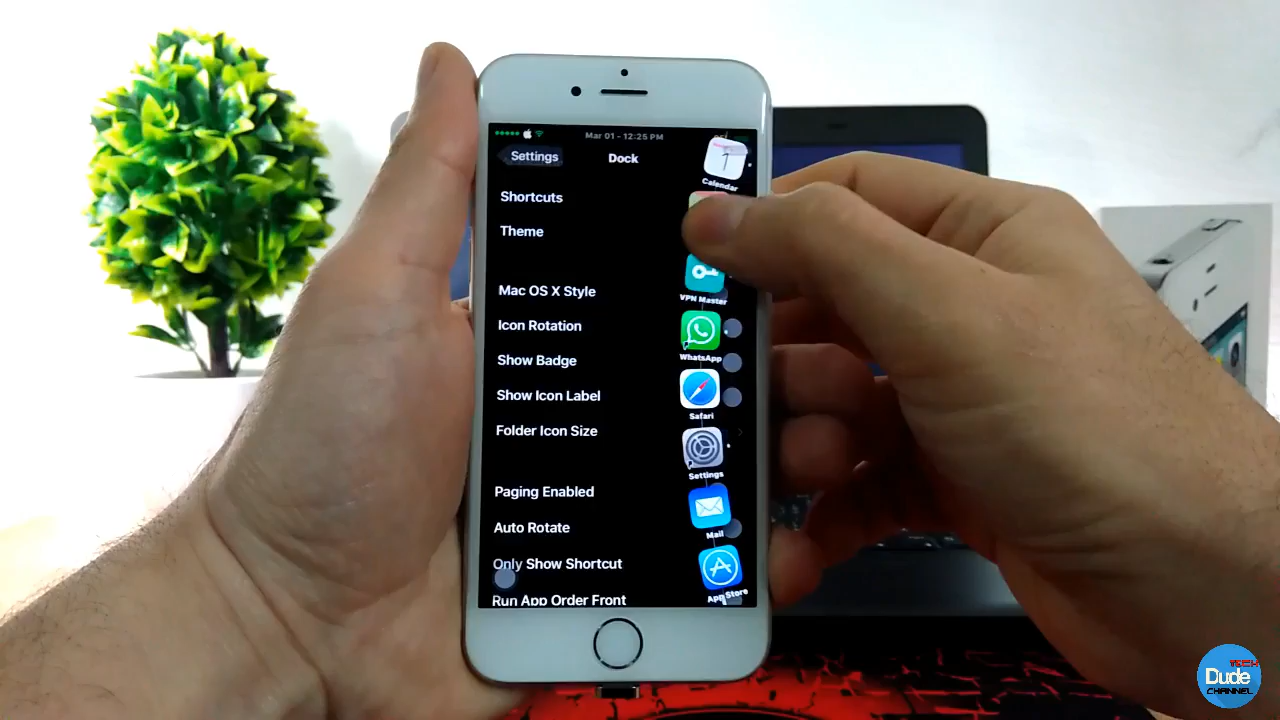 Mar 01 - 12:25 PM
Settings
Dock
Calendar
Shortcuts
Theme
Mac OS X Style
VPN Master
Icon Rotation
Show Badge
WhatsApp
Show Icon Label
Safari
Folder Icon Size
Settings
Paging Enabled
Auto Rotate
Mail
Only Show Shortcut
Run App Order Front
App Store
TECH
Dude
CHANNEL